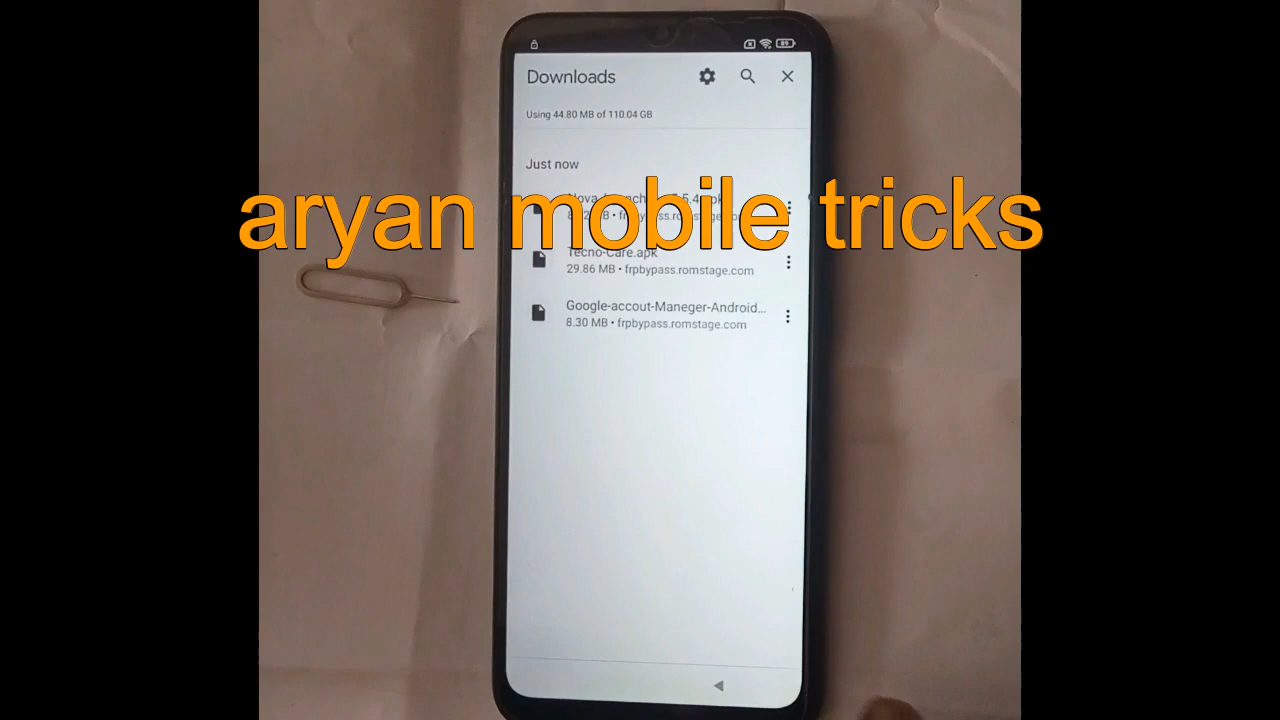 89
Downloads
Using 44.80 MB of 110.04 GB
Just now
aryan mobile tricks
Tecno-Care.apk
29.86 MB • frpbypass.romstage.com
Google-accout-Maneger-Android...
8.30 MB • frpbypass.romstage.com